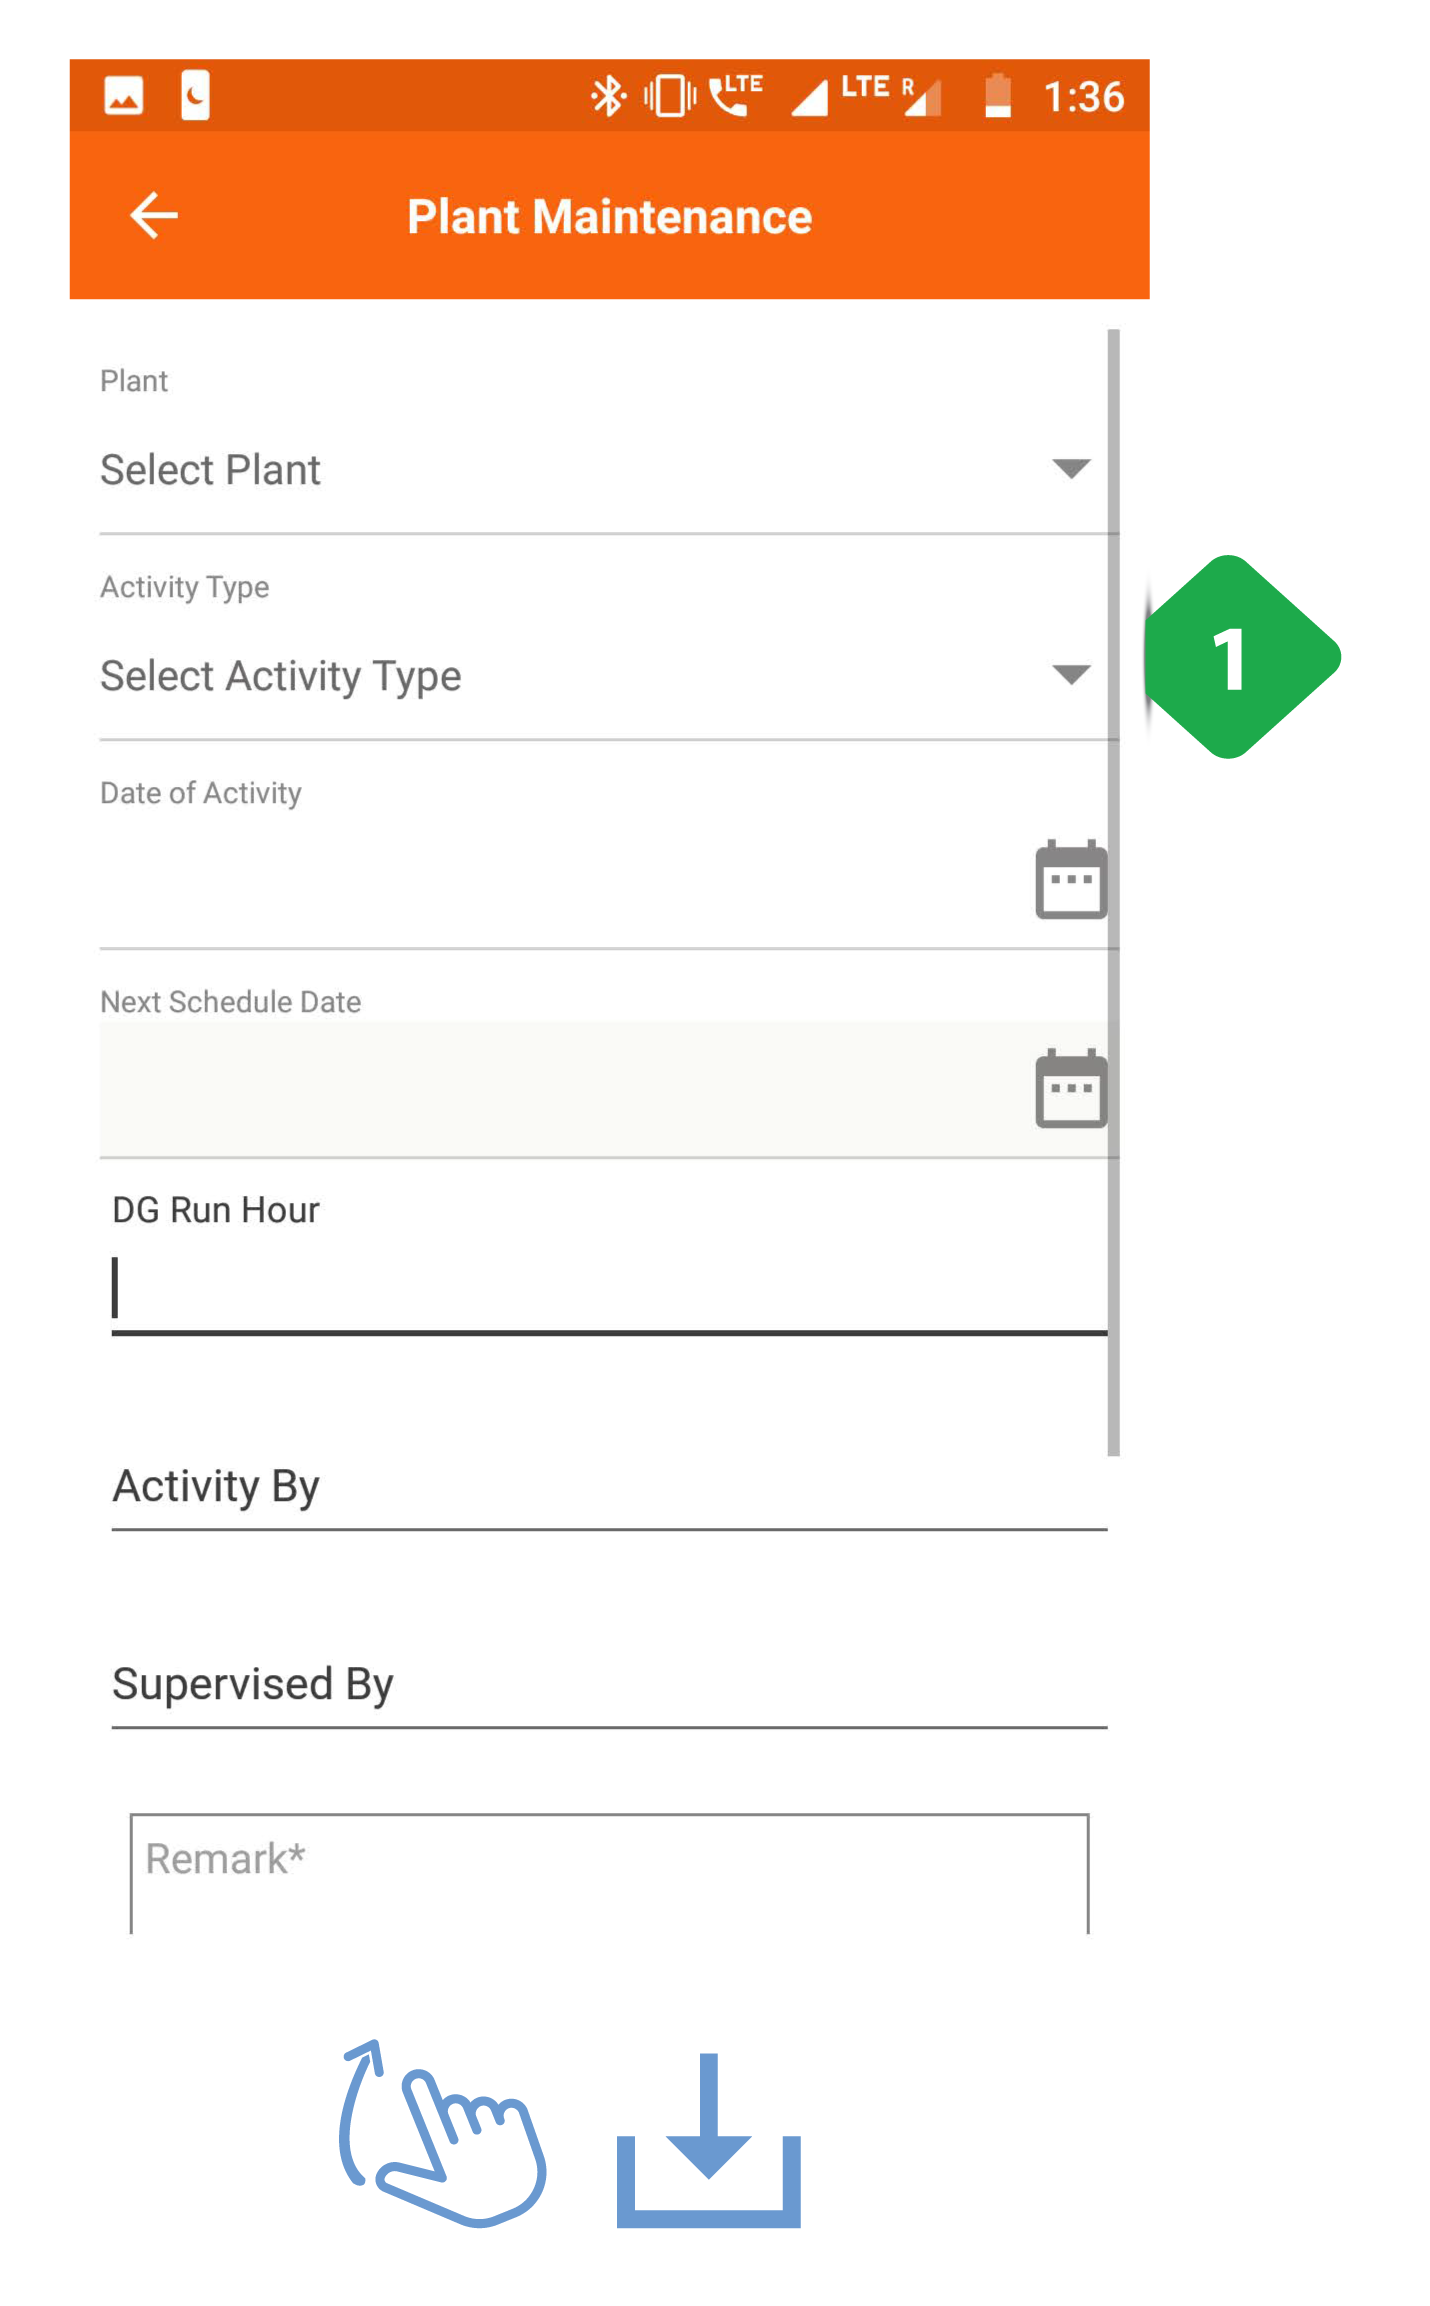 LTE LTE R 1:36
Plant Maintenance
Plant
Select Plant
Activity Type
Select Activity Type
1
Date of Activity
Next Schedule Date
DG Run Hour
Activity By
Supervised By
Remark*